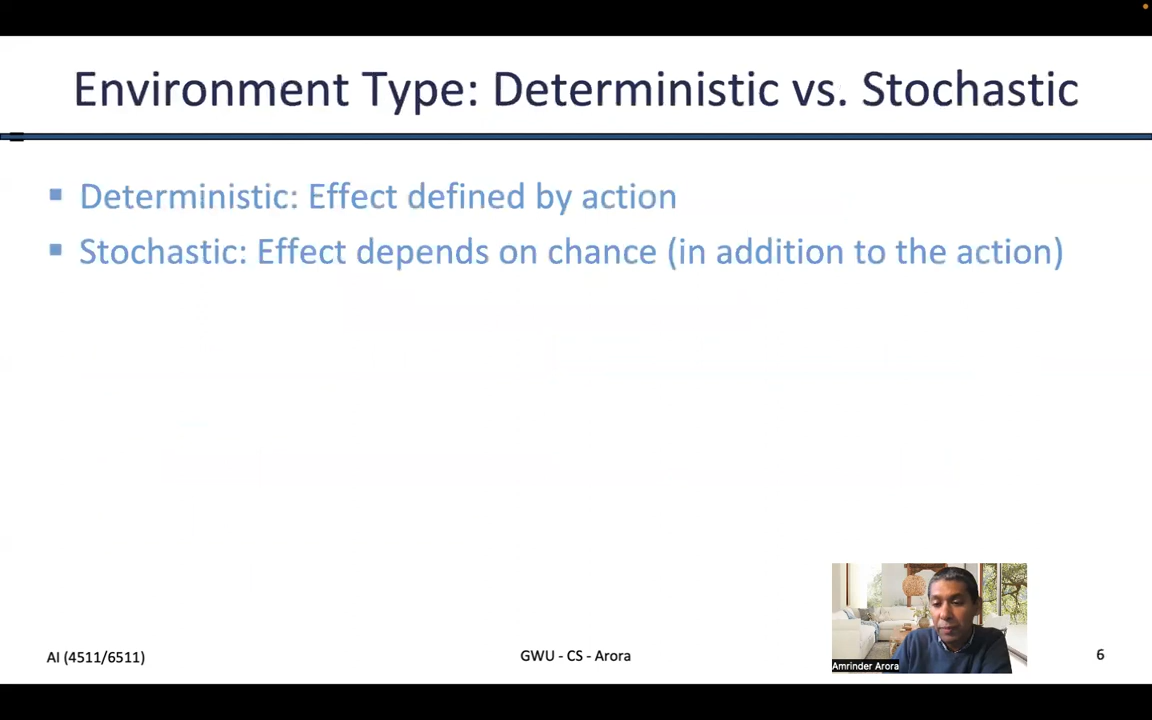 Environment Type: Deterministic vs. Stochastic
▪ Deterministic: Effect defined by action
▪ Stochastic: Effect depends on chance (in addition to the action)
Amrinder Arora
AI (4511/6511)
GWU - CS - Arora
6